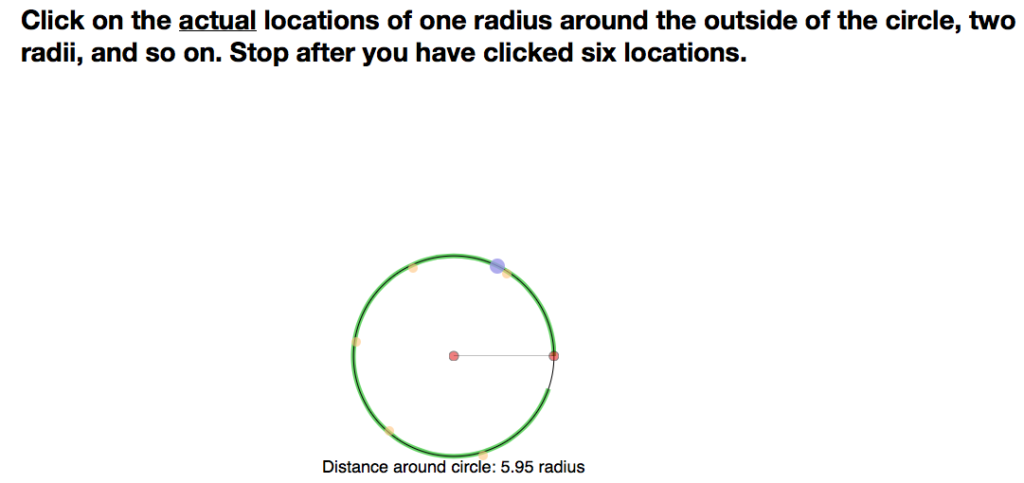 Click on the actual locations of one radius around the outside of the circle, two
radii, and so on. Stop after you have clicked six locations.
Distance around circle: 5.95 radius